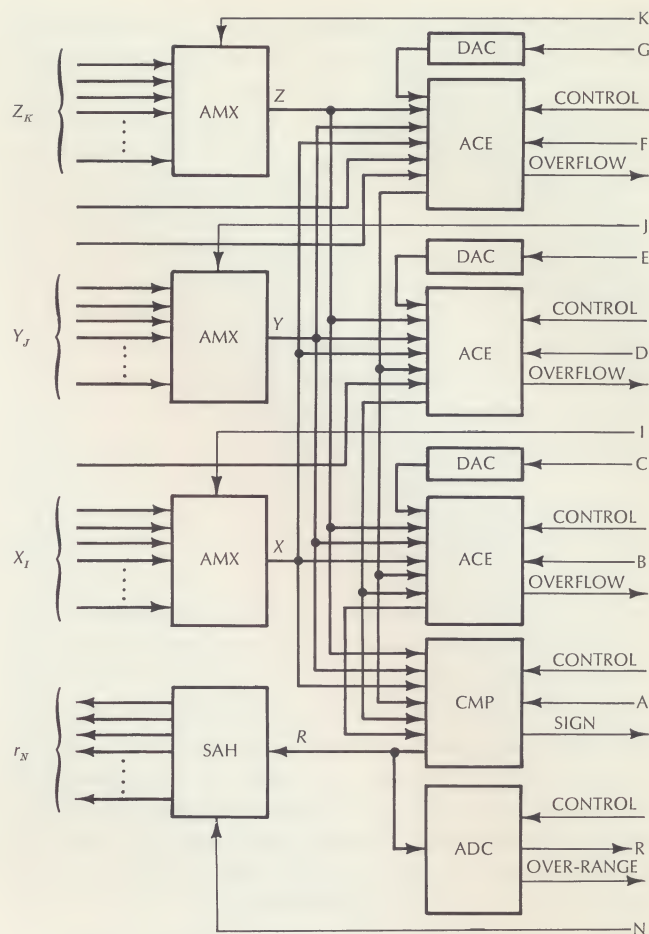 K
DAC
G
Z_K
AMX
Z
CONTROL
ACE
F
OVERFLOW
J
DAC
E
Y_J
AMX
Y
CONTROL
ACE
D
OVERFLOW
I
DAC
C
X_I
AMX
X
CONTROL
ACE
B
OVERFLOW
CONTROL
CMP
A
SIGN
r_N
SAH
R
CONTROL
ADC
R
OVER-RANGE
N